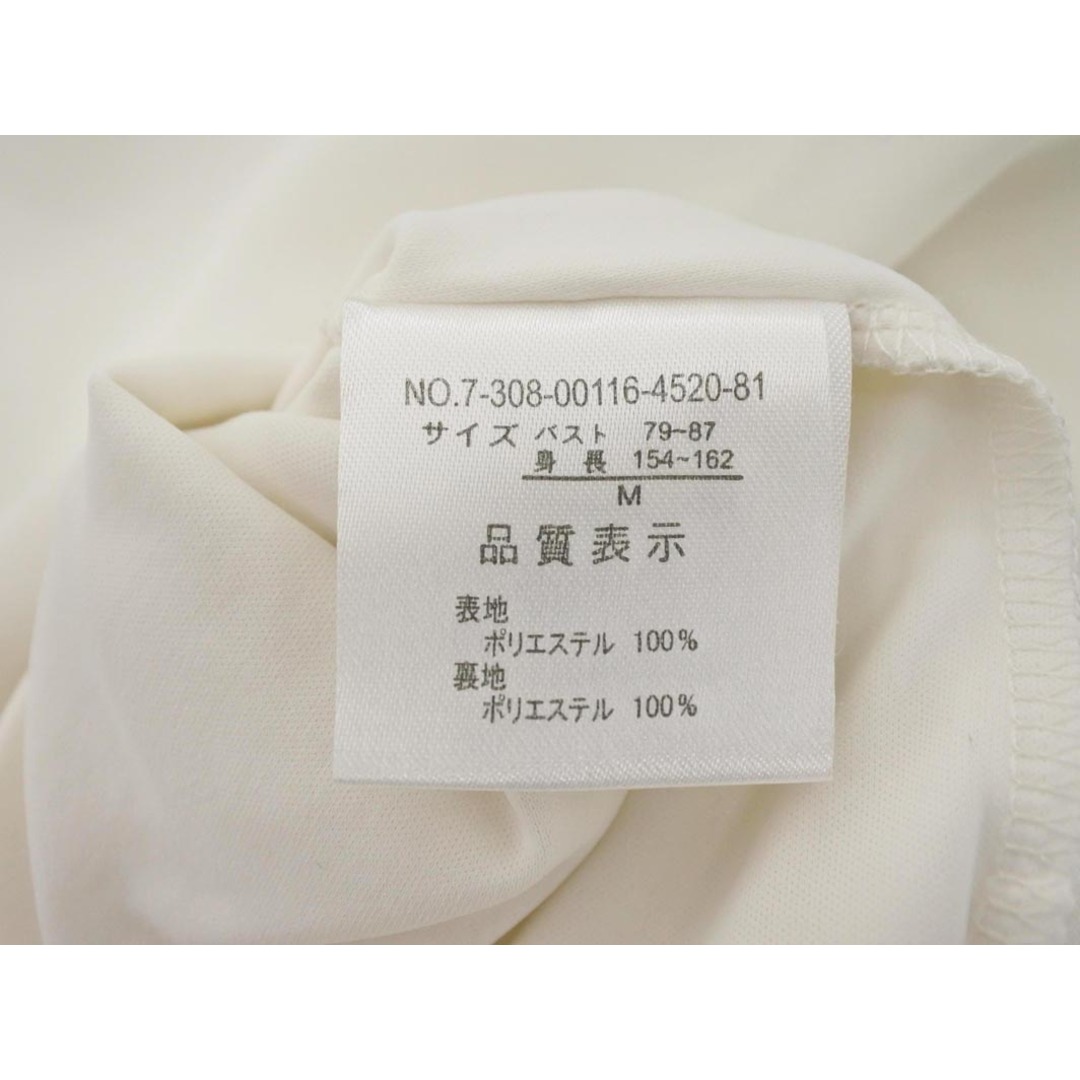 NO.7-308-00116-4520-81
サイズ バスト 79~87
身長 154~162
M
品質表示
表地
ポリエステル 100%
裏地
ポリエステル 100%